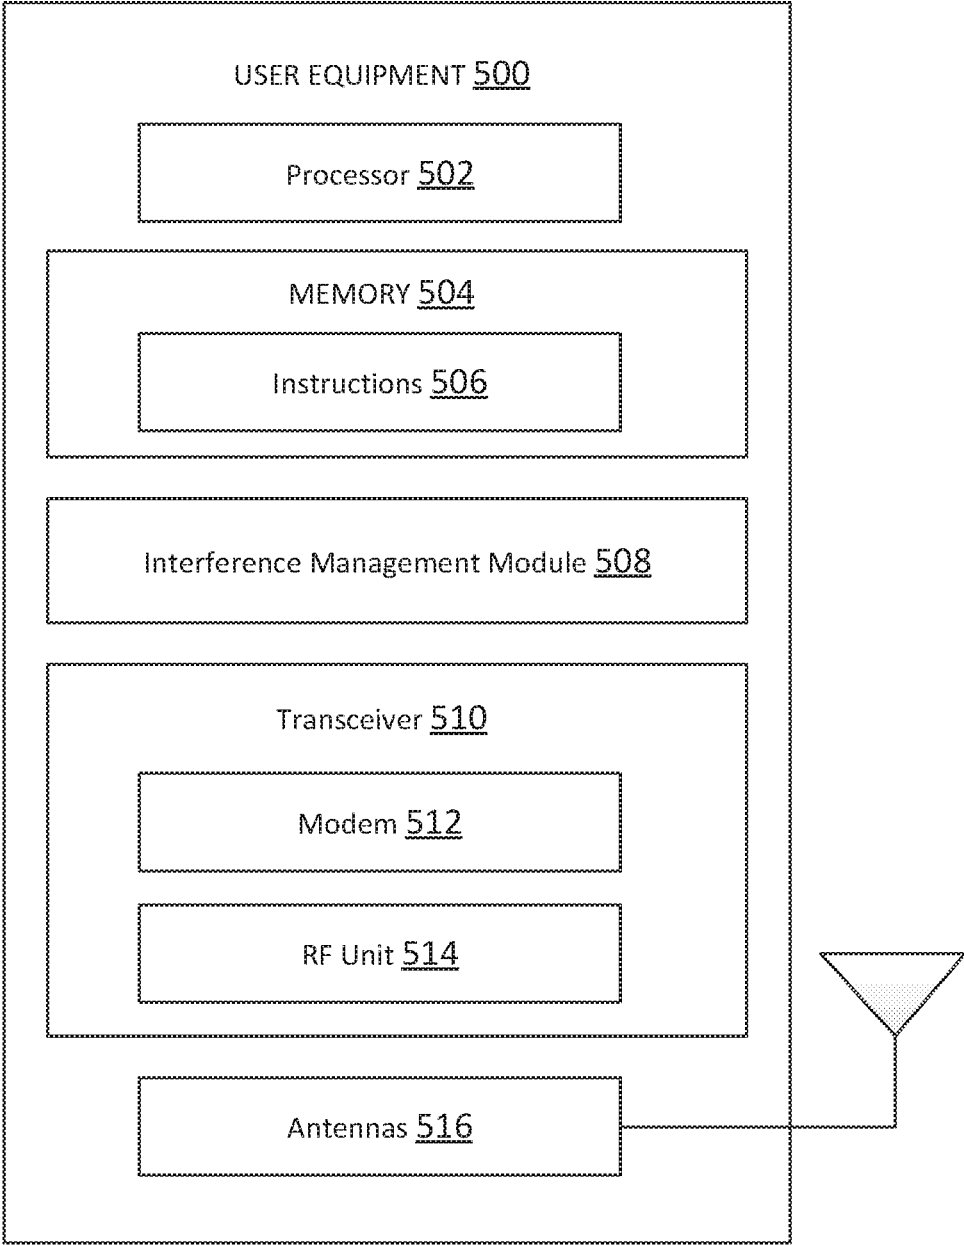 USER EQUIPMENT 500
Processor 502
MEMORY 504
Instructions 506
Interference Management Module 508
Transceiver 510
Modem 512
RF Unit 514
Antennas 516